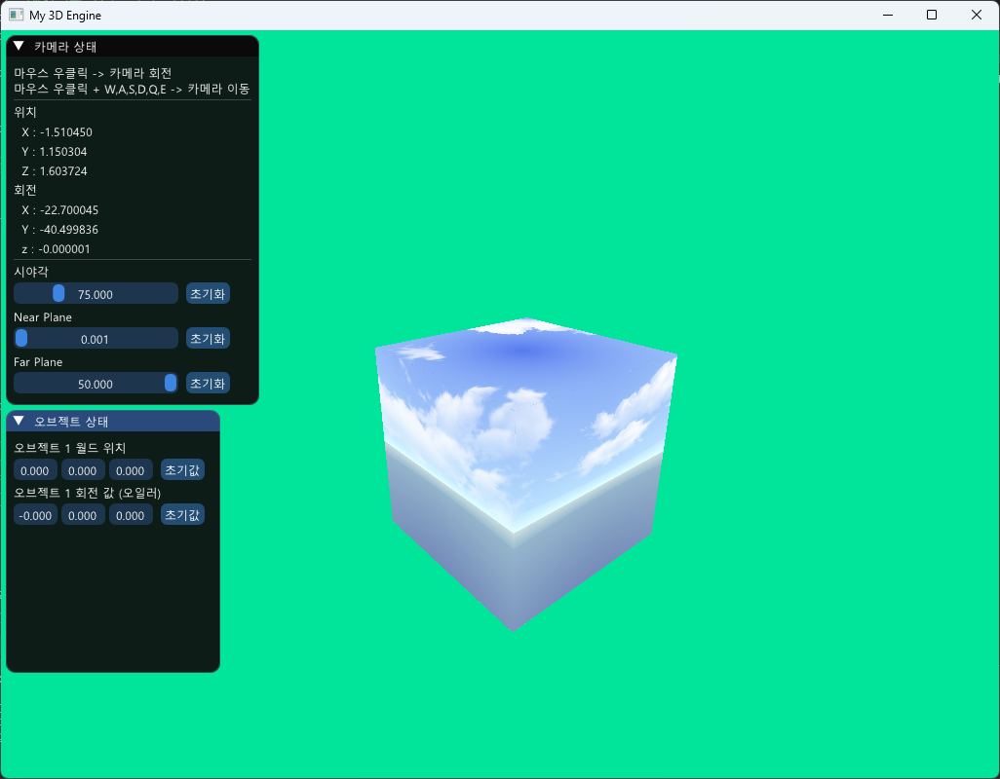 My 3D Engine
카메라 상태
마우스 우클릭 -> 카메라 회전
마우스 우클릭 + W,A,S,D,Q,E -> 카메라 이동
위치
X : -1.510450
Y : 1.150304
Z : 1.603724
회전
X : -22.700045
Y : -40.499836
z : -0.000001
시야각
75.000 초기화
Near Plane
0.001 초기화
Far Plane
50.000 초기화
오브젝트 상태
오브젝트 1 월드 위치
0.000 0.000 0.000 초기값
오브젝트 1 회전 값 (오일러)
-0.000 0.000 0.000 초기값